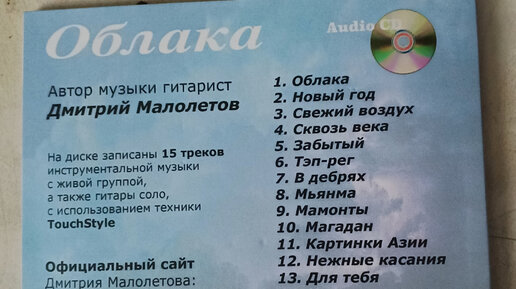 Облака
Audio CD
Автор музыки гитарист
Дмитрий Малолетов
На диске записаны 15 треков
инструментальной музыки
с живой группой,
а также гитары соло,
с использованием техники
TouchStyle
Официальный сайт
Дмитрия Малолетова:
1. Облака
2. Новый год
3. Свежий воздух
4. Сквозь века
5. Забытый
6. Тэп-рег
7. В дебрях
8. Мьянма
9. Мамонты
10. Магадан
11. Картинки Азии
12. Нежные касания
13. Для тебя